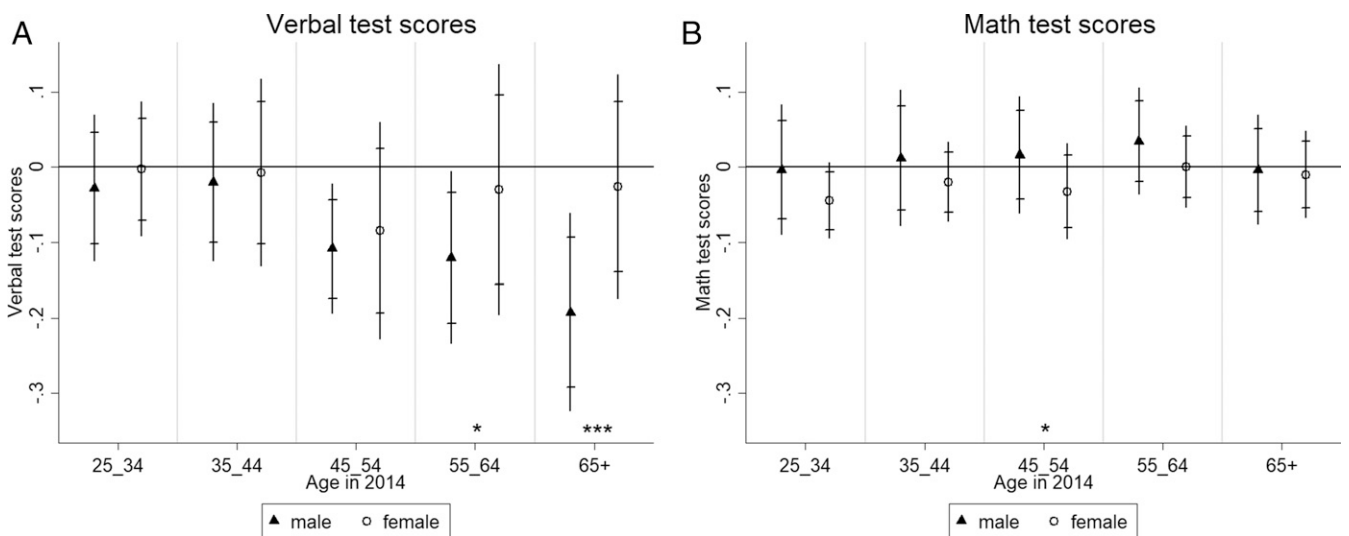 A
Verbal test scores
Verbal test scores
.1
0
-.1
-.2
-.3
* ***
25_34 35_44 45_54 55_64 65+
Age in 2014
male female
B
Math test scores
Math test scores
.1
0
-.1
-.2
-.3
*
25_34 35_44 45_54 55_64 65+
Age in 2014
male female